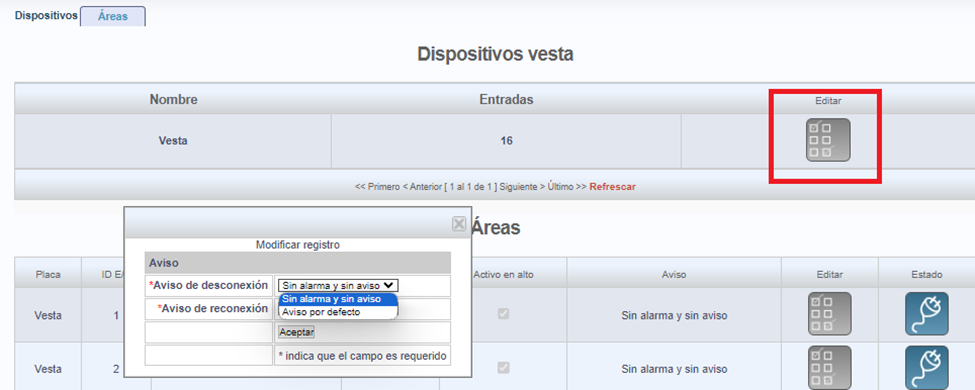 Dispositivos Áreas
Dispositivos vesta
Nombre Entradas Editar
Vesta 16
<< Primero < Anterior [ 1 al 1 de 1 ] Siguiente > Último >> Refrescar
Áreas
Modificar registro
Aviso
*Aviso de desconexión Sin alarma y sin aviso
Sin alarma y sin aviso
Aviso por defecto
*Aviso de reconexión
Aceptar
* indica que el campo es requerido
Placa ID E/ Activo en alto Aviso Editar Estado
Vesta 1 Sin alarma y sin aviso
Vesta 2 Sin alarma y sin aviso